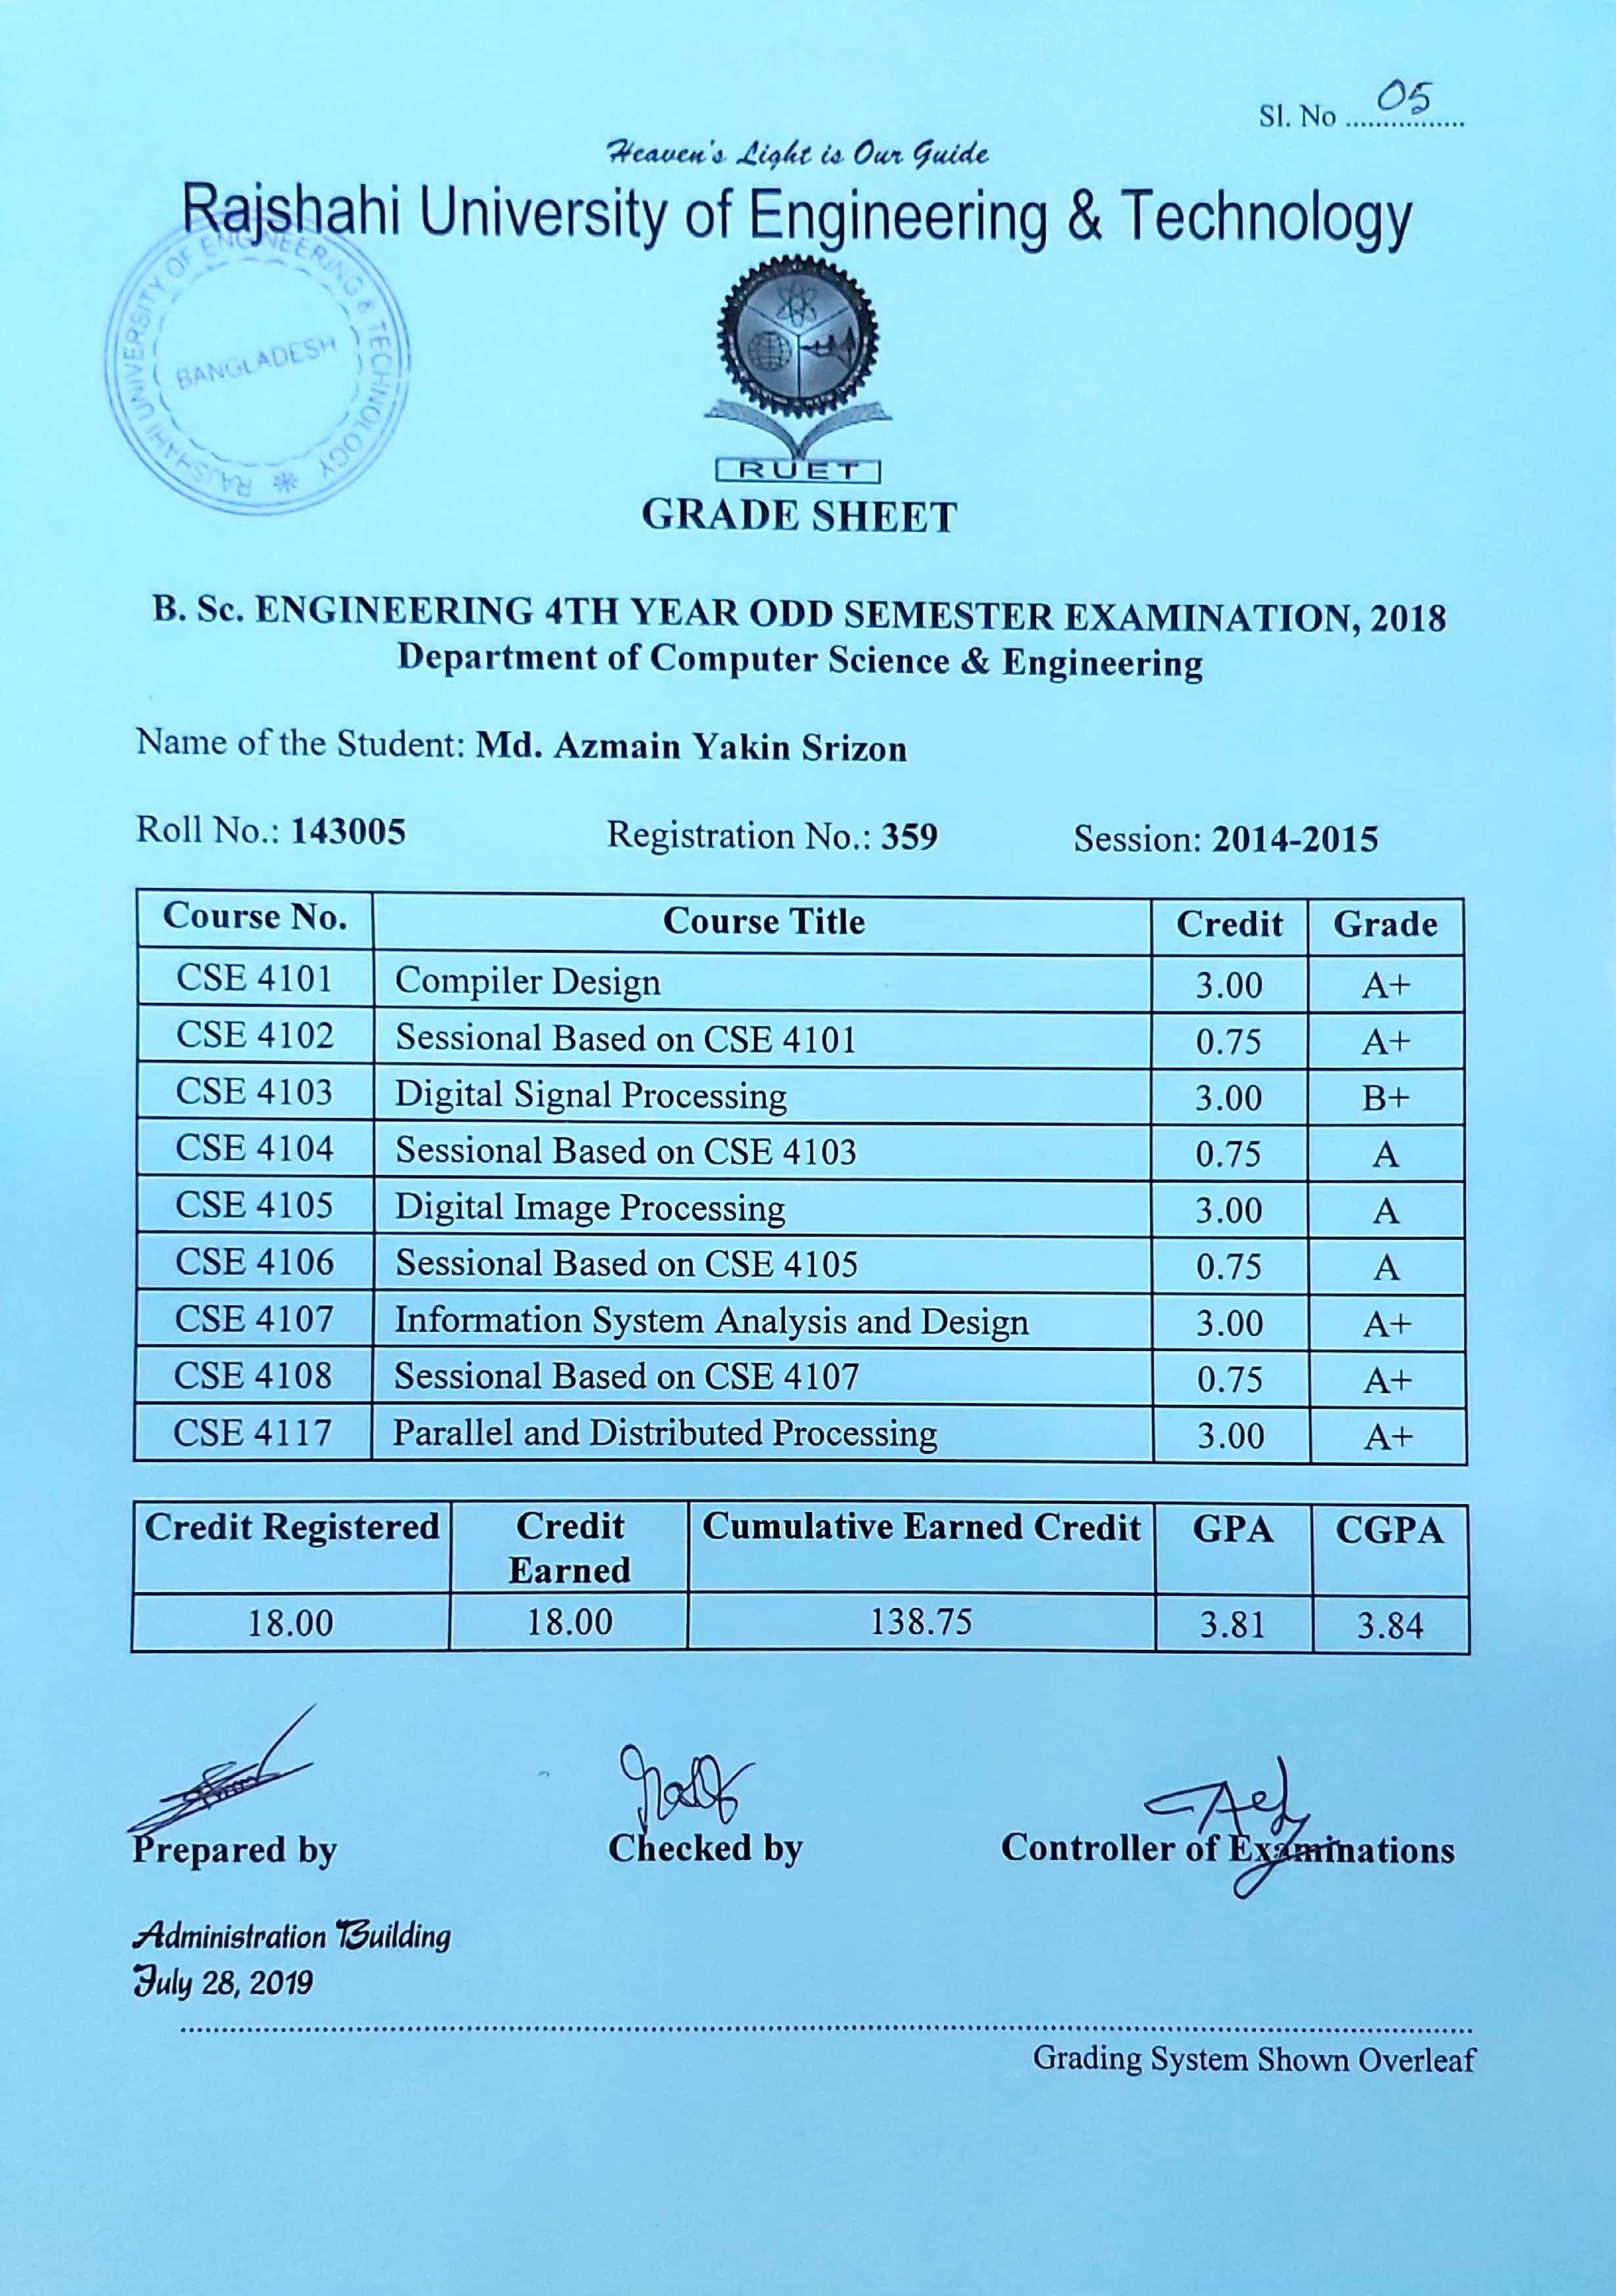 Sl. No ................. 05
Heaven's Light is Our Guide
Rajshahi University of Engineering & Technology
RAJSHAHI UNIVERSITY OF ENGINEERING & TECHNOLOGY
BANGLADESH
RUET
GRADE SHEET
B. Sc. ENGINEERING 4TH YEAR ODD SEMESTER EXAMINATION, 2018
Department of Computer Science & Engineering
Name of the Student: Md. Azmain Yakin Srizon
Roll No.: 143005 Registration No.: 359 Session: 2014-2015
Course No. Course Title Credit Grade
CSE 4101 Compiler Design 3.00 A+
CSE 4102 Sessional Based on CSE 4101 0.75 A+
CSE 4103 Digital Signal Processing 3.00 B+
CSE 4104 Sessional Based on CSE 4103 0.75 A
CSE 4105 Digital Image Processing 3.00 A
CSE 4106 Sessional Based on CSE 4105 0.75 A
CSE 4107 Information System Analysis and Design 3.00 A+
CSE 4108 Sessional Based on CSE 4107 0.75 A+
CSE 4117 Parallel and Distributed Processing 3.00 A+
Credit Registered Credit Earned Cumulative Earned Credit GPA CGPA
18.00 18.00 138.75 3.81 3.84
Prepared by Checked by Controller of Examinations
Administration Building
July 28, 2019
Grading System Shown Overleaf